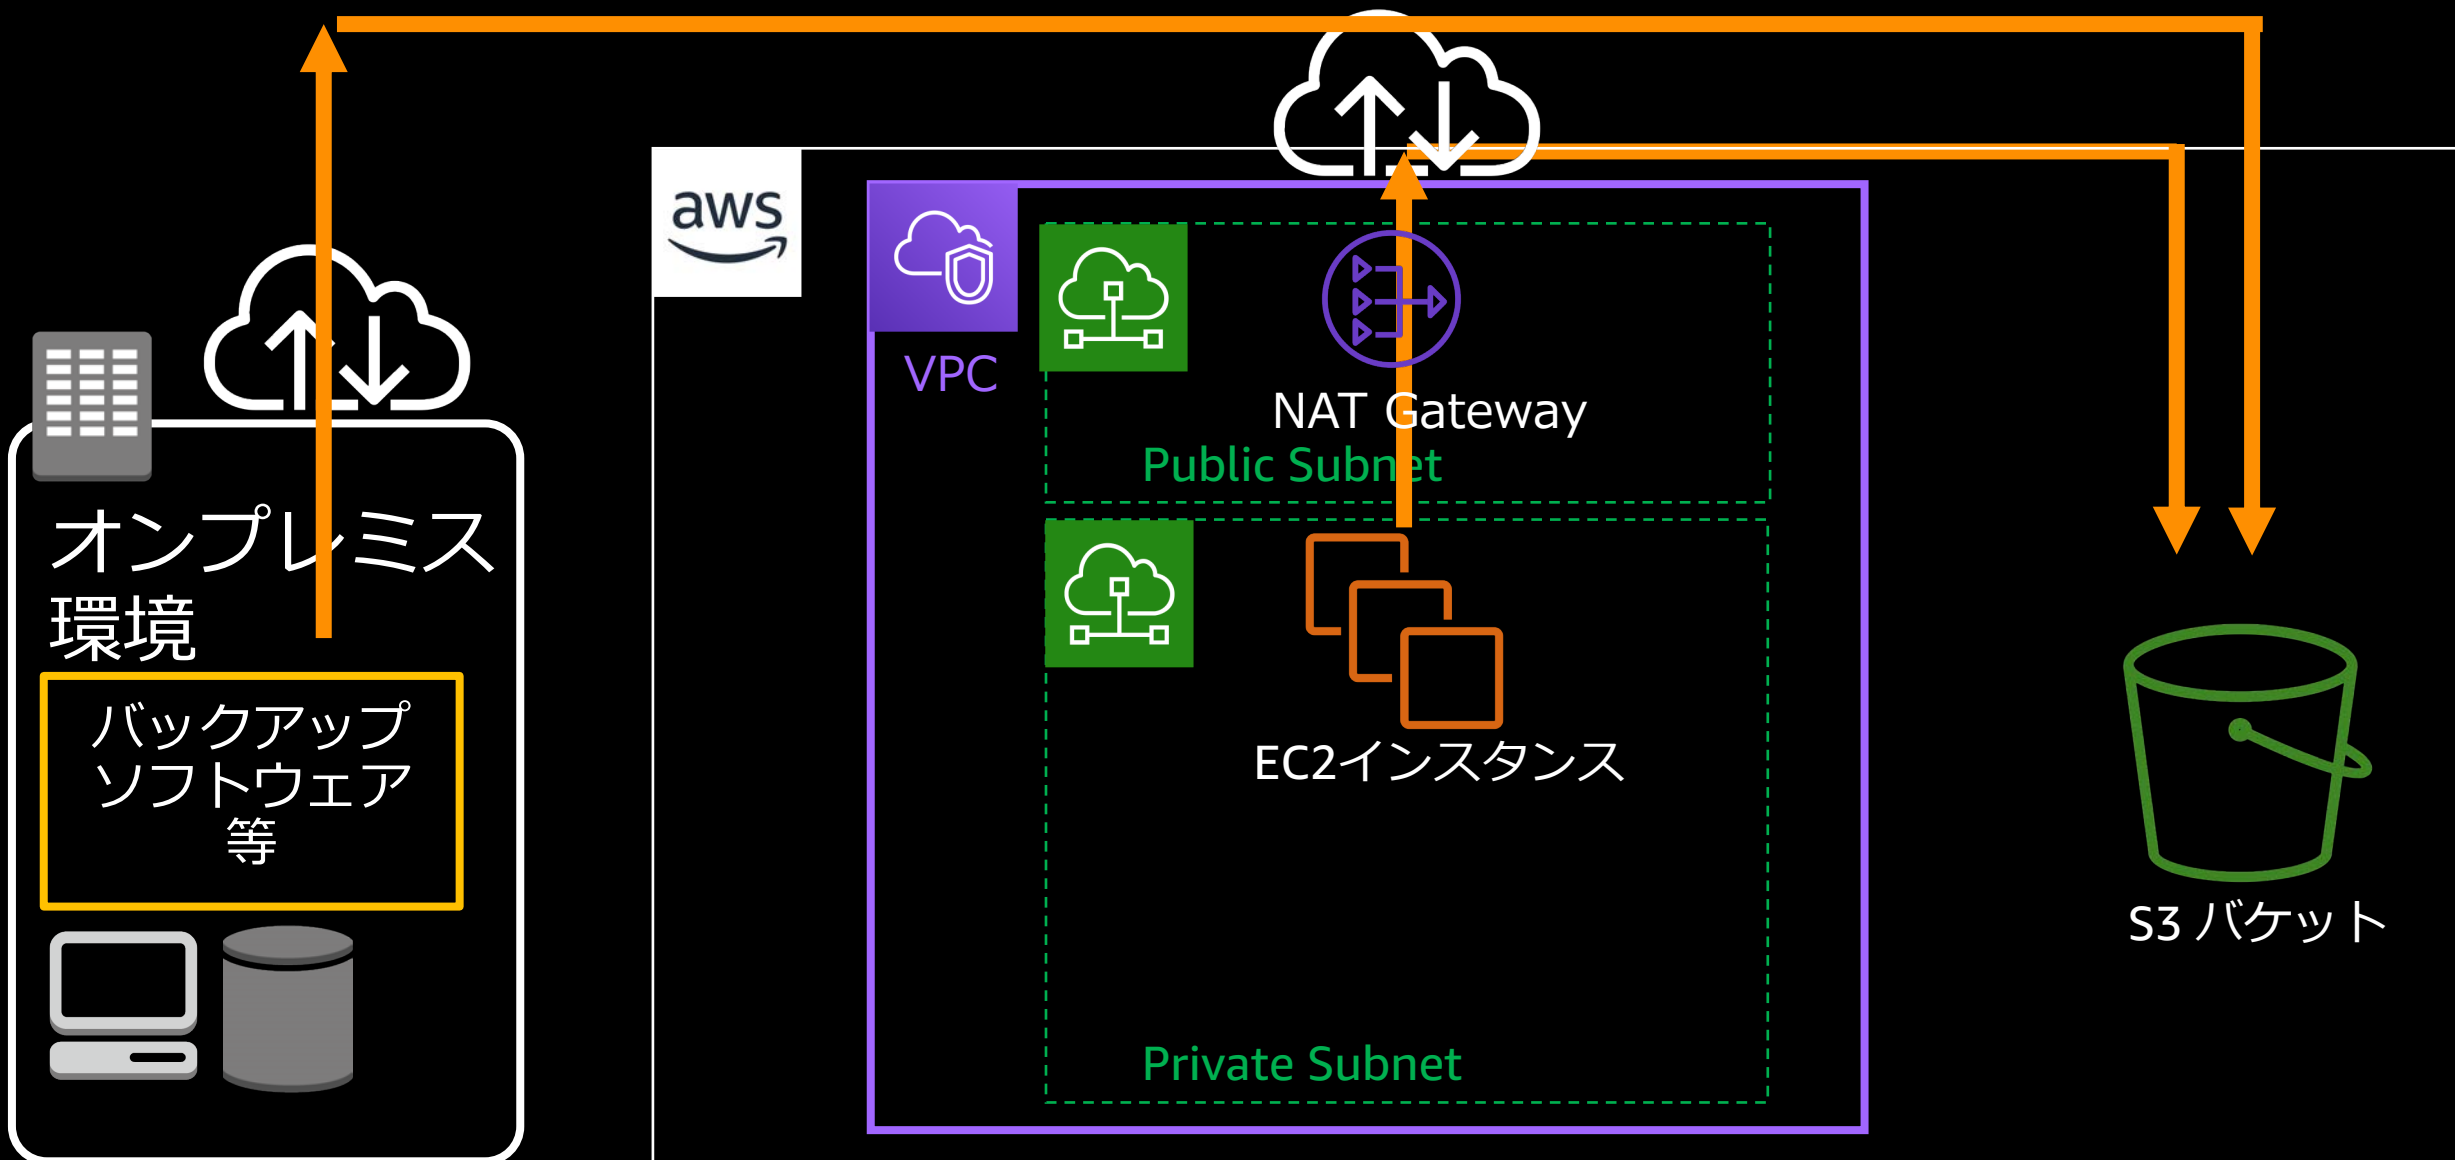 オンプレミス
環境
バックアップ
ソフトウェア
等
aws
VPC
NAT Gateway
Public Subnet
EC2インスタンス
Private Subnet
S3 バケット